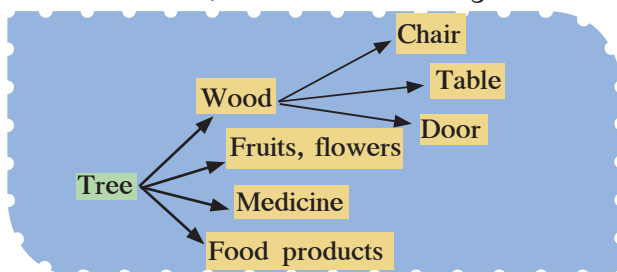 Chair
Table
Wood
Door
Fruits, flowers
Tree
Medicine
Food products